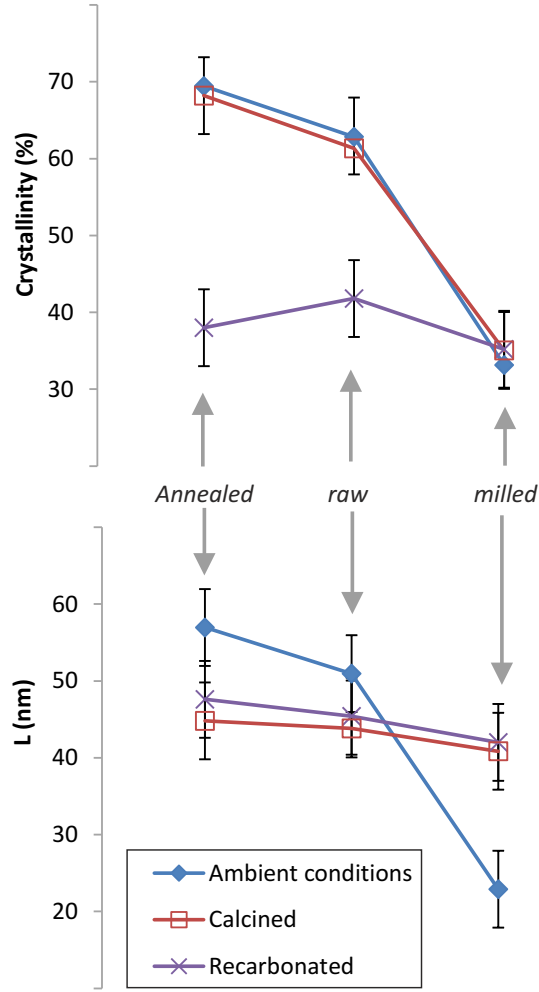 Crystallinity (%)
70
60
50
40
30
Annealed raw milled
L (nm)
60
50
40
30
20
Ambient conditions
Calcined
Recarbonated